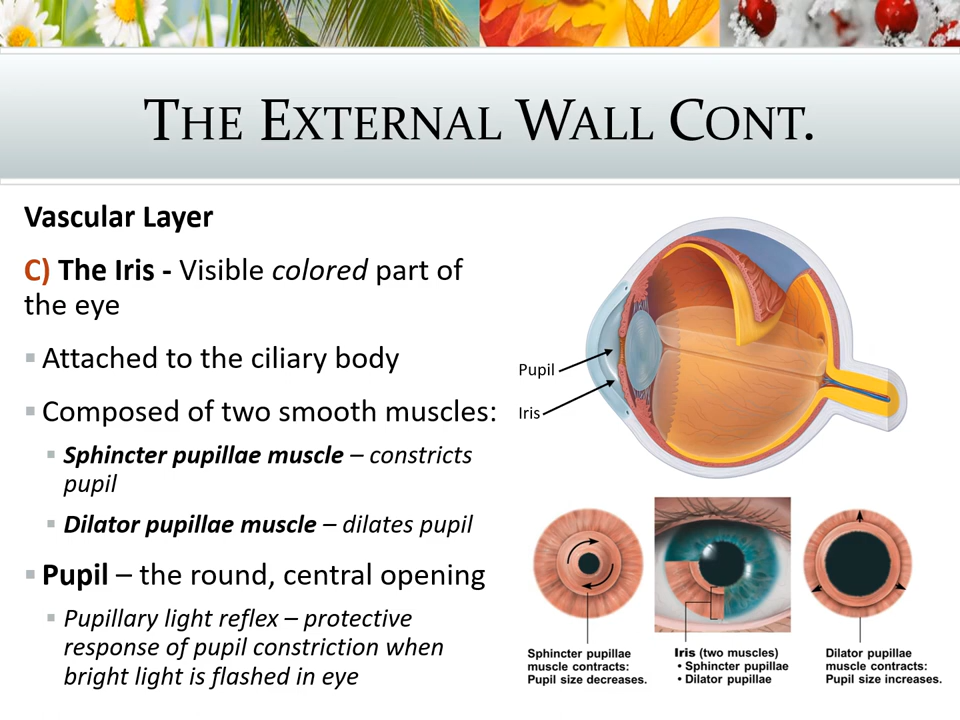 THE EXTERNAL WALL CONT.
Vascular Layer
C) The Iris - Visible colored part of
the eye
▪ Attached to the ciliary body
▪ Composed of two smooth muscles:
▪ Sphincter pupillae muscle – constricts
pupil
▪ Dilator pupillae muscle – dilates pupil
▪ Pupil – the round, central opening
▪ Pupillary light reflex – protective
response of pupil constriction when
bright light is flashed in eye
Pupil
Iris
Sphincter pupillae
muscle contracts:
Pupil size decreases.
Iris (two muscles)
• Sphincter pupillae
• Dilator pupillae
Dilator pupillae
muscle contracts:
Pupil size increases.